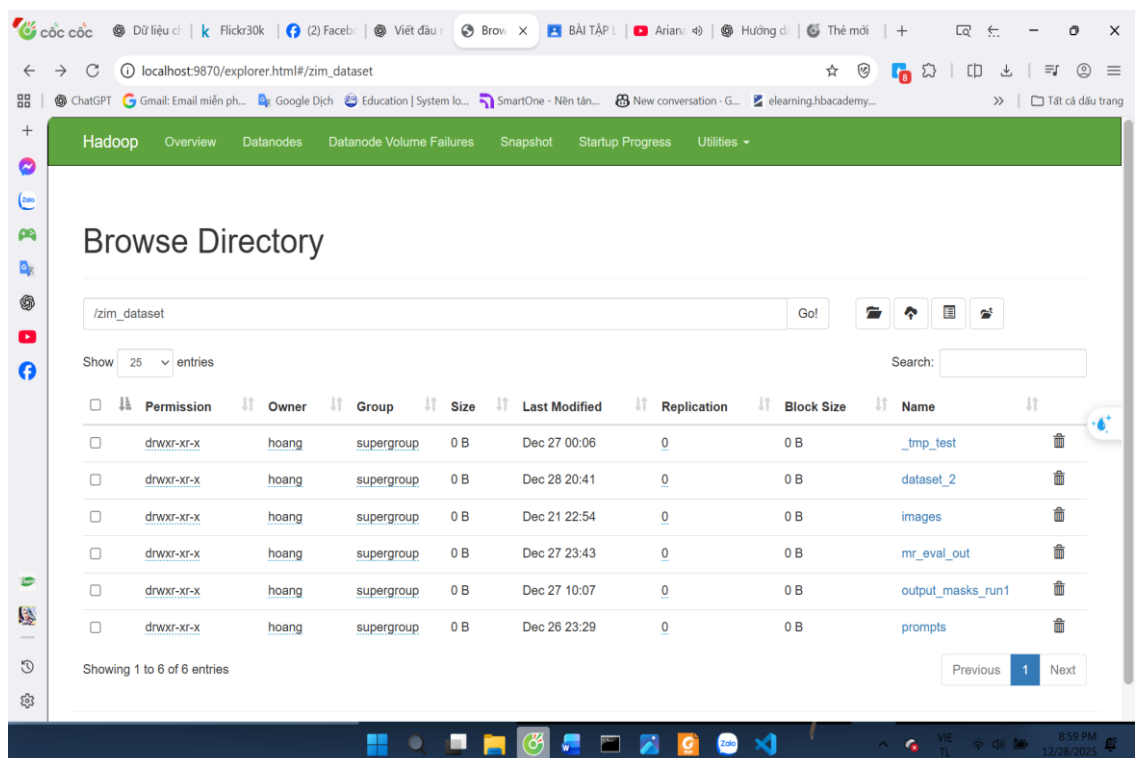 cốc cốc Dữ liệu ch Flickr30k (2) Facebo Viết đầu r Brow BÀI TẬP L Ariana Hướng dẫ Thẻ mới
localhost:9870/explorer.html#/zim_dataset 8
ChatGPT Gmail: Email miễn ph... Google Dịch Education | System lo... SmartOne - Nền tản... New conversation · G... elearning.hbacademy... Tất cả dấu trang
Hadoop Overview Datanodes Datanode Volume Failures Snapshot Startup Progress Utilities
Zalo
Browse Directory
/zim_dataset Go!
Show 25 entries Search:
Permission Owner Group Size Last Modified Replication Block Size Name
drwxr-xr-x hoang supergroup 0 B Dec 27 00:06 0 0 B _tmp_test
drwxr-xr-x hoang supergroup 0 B Dec 28 20:41 0 0 B dataset_2
drwxr-xr-x hoang supergroup 0 B Dec 21 22:54 0 0 B images
drwxr-xr-x hoang supergroup 0 B Dec 27 23:43 0 0 B mr_eval_out
drwxr-xr-x hoang supergroup 0 B Dec 27 10:07 0 0 B output_masks_run1
drwxr-xr-x hoang supergroup 0 B Dec 26 23:29 0 0 B prompts
Showing 1 to 6 of 6 entries Previous 1 Next
Zalo VIE 8:59 PM
TL 12/28/2025